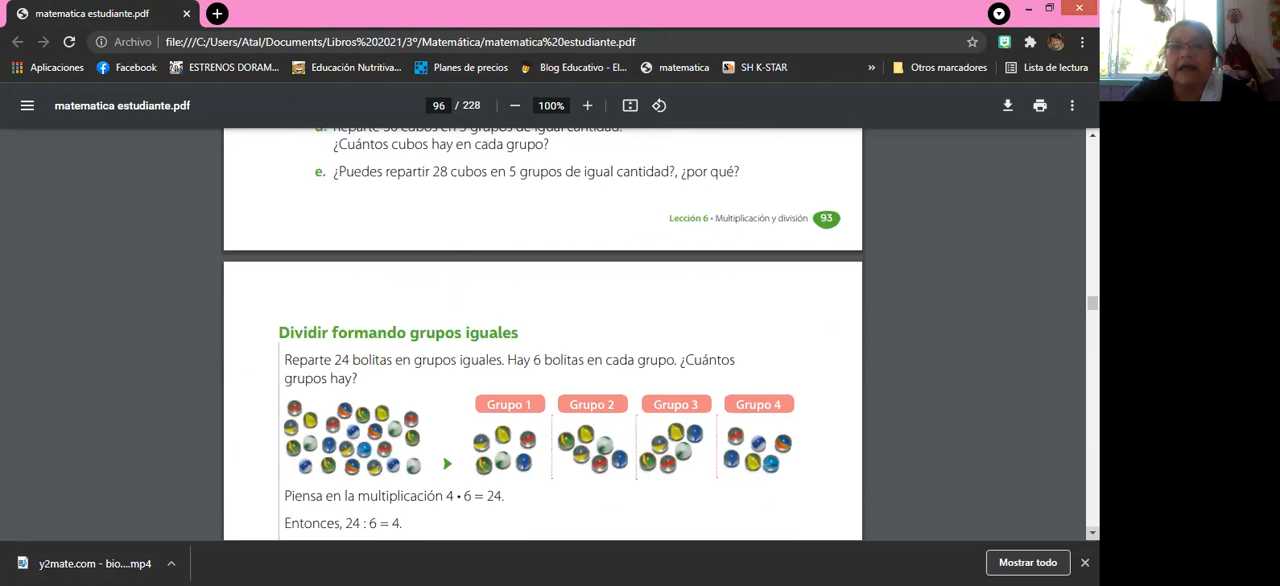 matematica estudiante.pdf
Archivo
file:///C:/Users/Atal/Documents/Libros%202021/3º/Matemática/matematica%20estudiante.pdf
Aplicaciones
Facebook
ESTRENOS DORAM...
Educación Nutritiva...
Planes de precios
Blog Educativo - El...
matematica
SH K-STAR
»
Otros marcadores
Lista de lectura
matematica estudiante.pdf
96 / 228
100%
¿Cuántos cubos hay en cada grupo?
e. ¿Puedes repartir 28 cubos en 5 grupos de igual cantidad?, ¿por qué?
Lección 6 • Multiplicación y división 93
Dividir formando grupos iguales
Reparte 24 bolitas en grupos iguales. Hay 6 bolitas en cada grupo. ¿Cuántos
grupos hay?
Grupo 1
Grupo 2
Grupo 3
Grupo 4
Piensa en la multiplicación 4 • 6 = 24.
Entonces, 24 : 6 = 4.
y2mate.com - bio....mp4
Mostrar todo